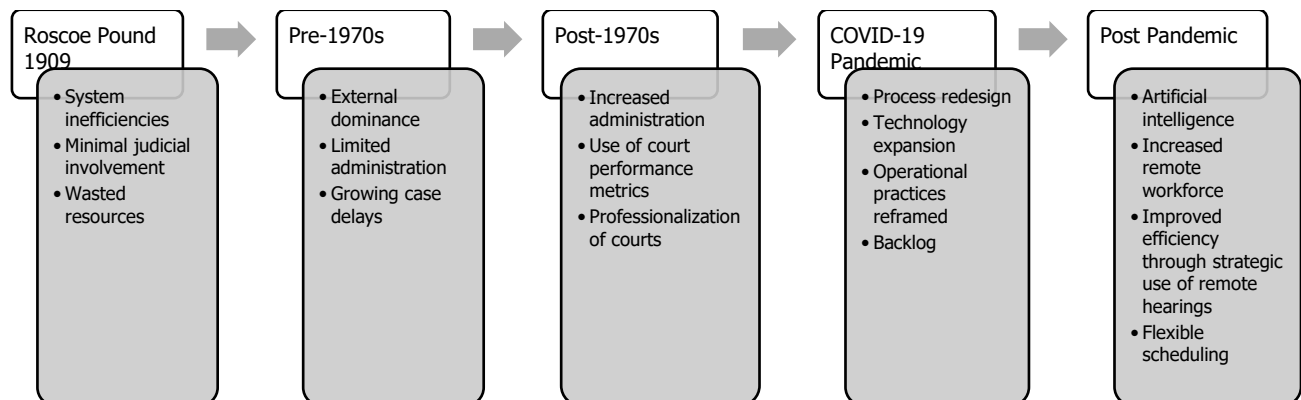 Roscoe Pound
1909
• System
inefficiencies
• Minimal judicial
involvement
• Wasted
resources
Pre-1970s
• External
dominance
• Limited
administration
• Growing case
delays
Post-1970s
• Increased
administration
• Use of court
performance
metrics
• Professionalization
of courts
COVID-19
Pandemic
• Process redesign
• Technology
expansion
• Operational
practices
reframed
• Backlog
Post Pandemic
• Artificial
intelligence
• Increased
remote
workforce
• Improved
efficiency
through strategic
use of remote
hearings
• Flexible
scheduling